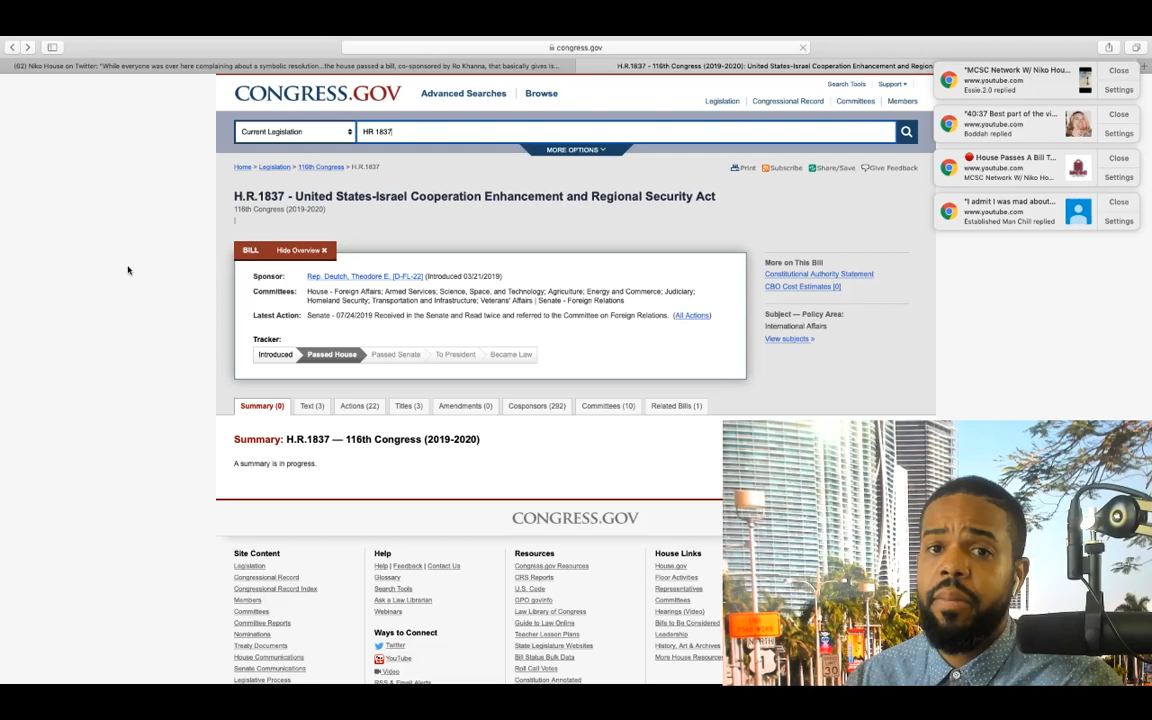 congress.gov
(62) Niko House on Twitter: "While everyone was over here complaining about a symbolic resolution...the house passed a bill, co-sponsored by Ro Khanna, that basically gives is...
H.R.1837 - 116th Congress (2019-2020): United States-Israel Cooperation Enhancement and Region
"MCSC Network W/ Niko Hou...
www.youtube.com
Essie.2.0 replied
Close
Settings
"40:37 Best part of the vi...
www.youtube.com
Boddah replied
Close
Settings
House Passes A Bill T...
www.youtube.com
MCSC Network W/ Niko Ho...
Close
Settings
"I admit I was mad about...
www.youtube.com
Established Man Chill replied
Close
Settings
CONGRESS.GOV
Advanced Searches Browse
Search Tools Support
Legislation Congressional Record Committees Members
Current Legislation HR 1837
MORE OPTIONS
Home > Legislation > 116th Congress > H.R.1837
Print Subscribe Share/Save Give Feedback
H.R.1837 - United States-Israel Cooperation Enhancement and Regional Security Act
116th Congress (2019-2020)
BILL Hide Overview ✖
Sponsor: Rep. Deutch, Theodore E. [D-FL-22] (Introduced 03/21/2019)
Committees: House - Foreign Affairs; Armed Services; Science, Space, and Technology; Agriculture; Energy and Commerce; Judiciary;
Homeland Security; Transportation and Infrastructure; Veterans' Affairs | Senate - Foreign Relations
Latest Action: Senate - 07/24/2019 Received in the Senate and Read twice and referred to the Committee on Foreign Relations. (All Actions)
Tracker:
Introduced Passed House Passed Senate To President Became Law
More on This Bill
Constitutional Authority Statement
CBO Cost Estimates [0]
Subject — Policy Area:
International Affairs
View subjects »
Summary (0) Text (3) Actions (22) Titles (3) Amendments (0) Cosponsors (292) Committees (10) Related Bills (1)
Summary: H.R.1837 — 116th Congress (2019-2020)
A summary is in progress.
CONGRESS.GOV
Site Content
Legislation
Congressional Record
Congressional Record Index
Members
Committees
Committee Reports
Nominations
Treaty Documents
House Communications
Senate Communications
Legislative Process
Help
Help | Feedback | Contact Us
Glossary
Search Tools
Ask a Law Librarian
Webinars
Ways to Connect
Twitter
YouTube
Video
RSS & Email Alerts
Resources
Congress.gov Resources
CRS Reports
U.S. Code
GPO govinfo
Law Library of Congress
Guide to Law Online
Teacher Lesson Plans
State Legislature Websites
Bill Status Bulk Data
Roll Call Votes
Constitution Annotated
House Links
House.gov
Floor Activities
Representatives
Committees
Hearings (Video)
Bills to Be Considered
Leadership
History, Art & Archives
More House Resources
30